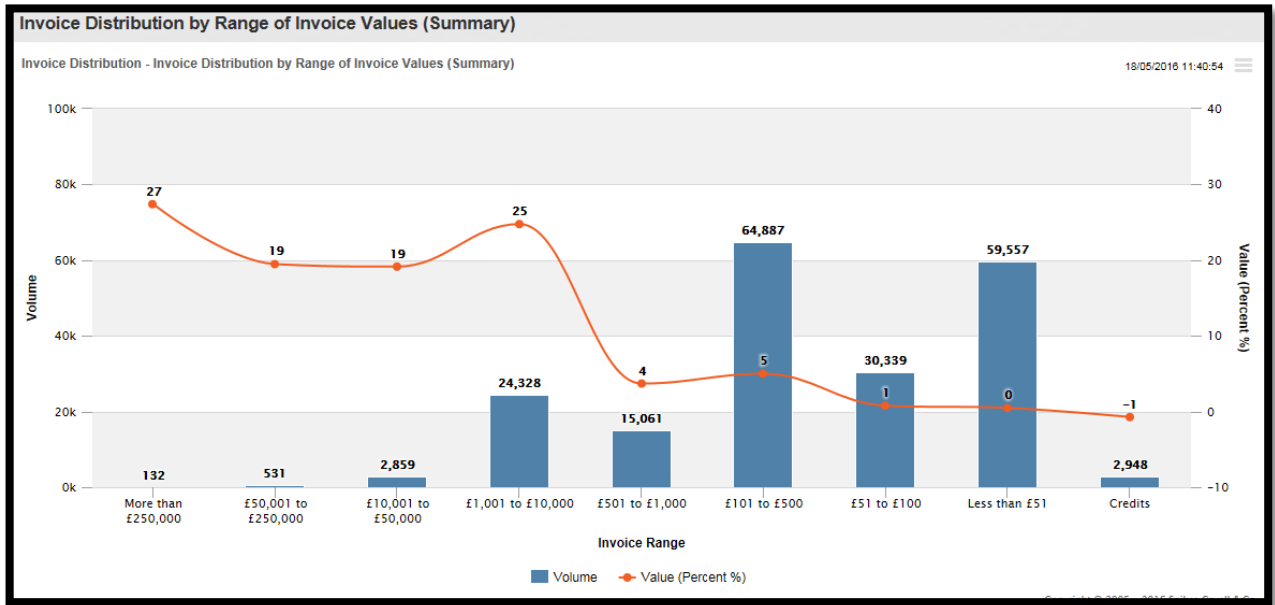 Invoice Distribution by Range of Invoice Values (Summary)
Invoice Distribution - Invoice Distribution by Range of Invoice Values (Summary)
18/05/2016 11:40:54
100k
80k
60k
40k
20k
0k
Volume
40
30
20
10
0
-10
Value (Percent %)
27
19
19
25
4
5
1
0
-1
132
531
2,859
24,328
15,061
64,887
30,339
59,557
2,948
More than
£250,000
£50,001 to
£250,000
£10,001 to
£50,000
£1,001 to £10,000
£501 to £1,000
£101 to £500
£51 to £100
Less than £51
Credits
Invoice Range
Volume
Value (Percent %)